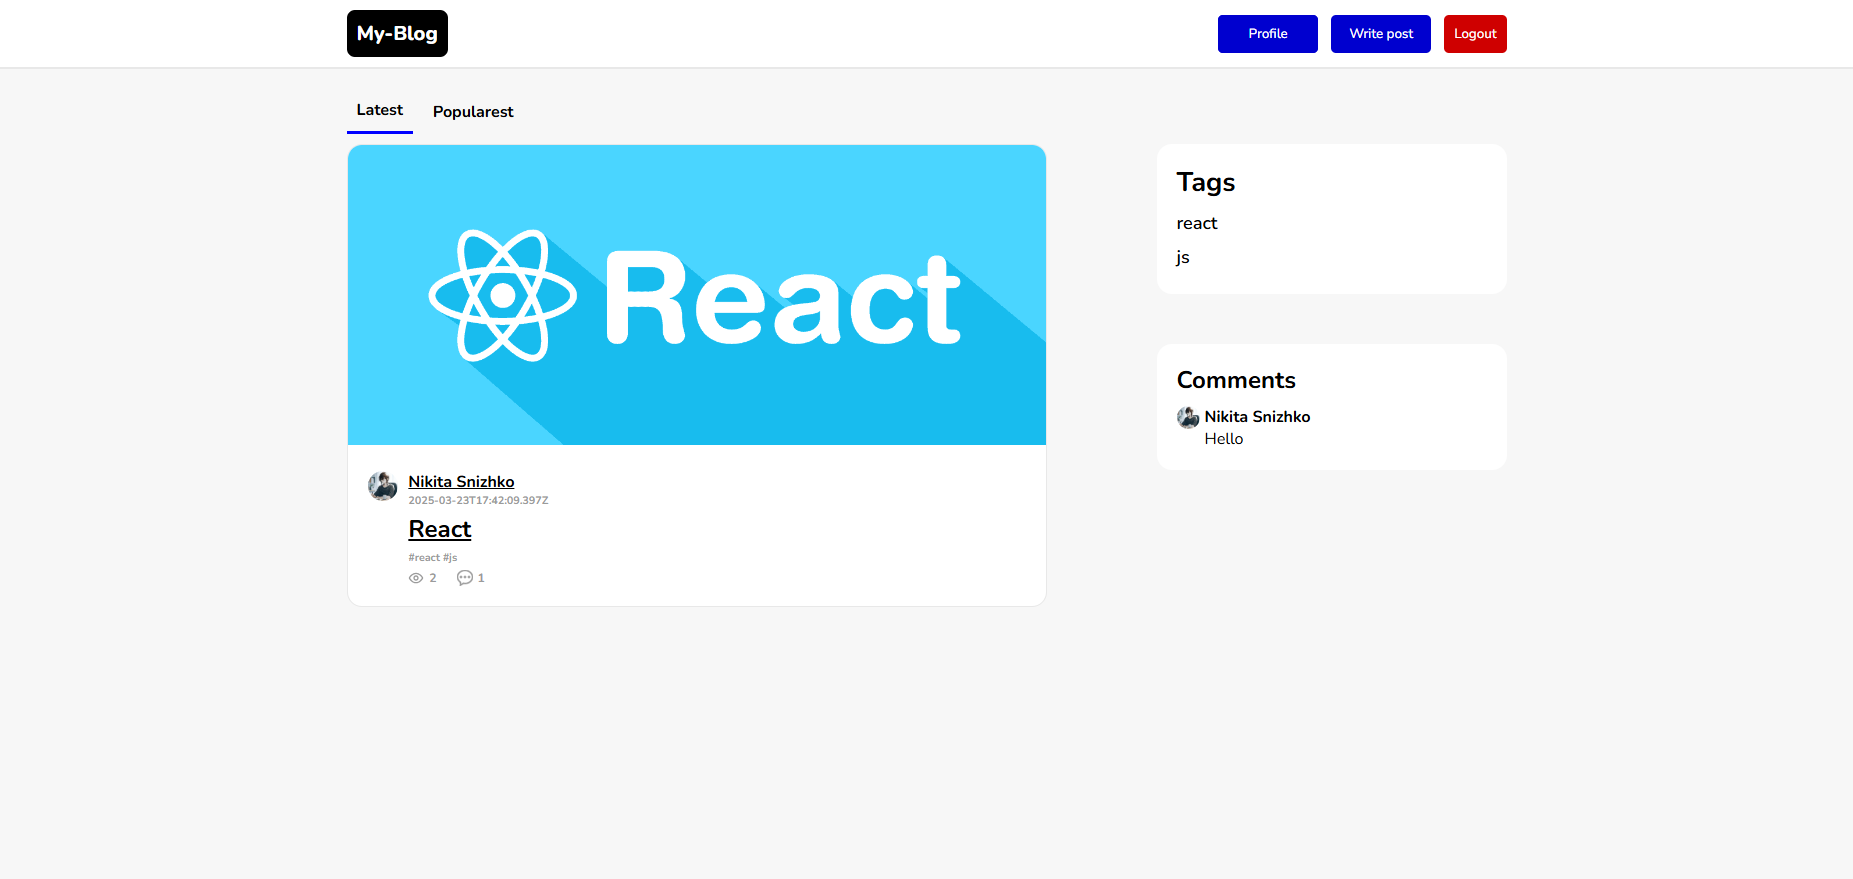 My-Blog
Profile
Write post
Logout
Latest
Popularest
React
Nikita Snizhko
2025-03-23T17:42:09.397Z
React
#react #js
2
1
Tags
react
js
Comments
Nikita Snizhko
Hello